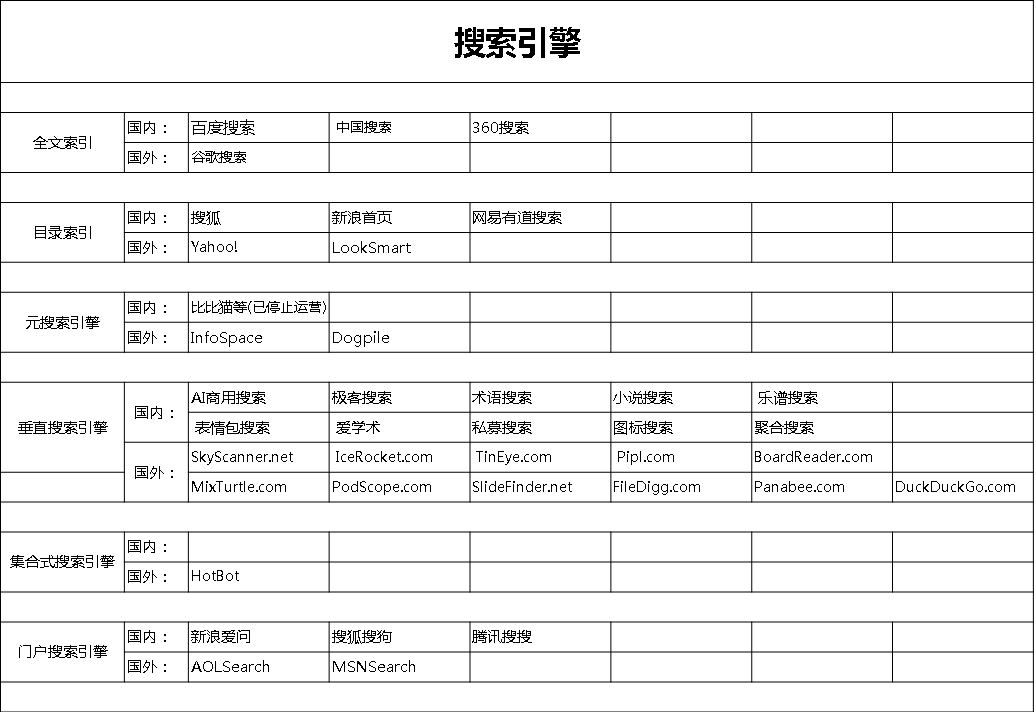 搜索引擎
全文索引 国内： 百度搜索 中国搜索 360搜索
国外： 谷歌搜索
目录索引 国内： 搜狐 新浪首页 网易有道搜索
国外： Yahoo! LookSmart
元搜索引擎 国内： 比比猫等(已停止运营)
国外： InfoSpace Dogpile
垂直搜索引擎 国内： AI商用搜索 极客搜索 术语搜索 小说搜索 乐谱搜索
表情包搜索 爱学术 私募搜索 图标搜索 聚合搜索
国外： SkyScanner.net IceRocket.com TinEye.com Pipl.com BoardReader.com
MixTurtle.com PodScope.com SlideFinder.net FileDigg.com Panabee.com DuckDuckGo.com
集合式搜索引擎 国内：
国外： HotBot
门户搜索引擎 国内： 新浪爱问 搜狐搜狗 腾讯搜搜
国外： AOLSearch MSNSearch